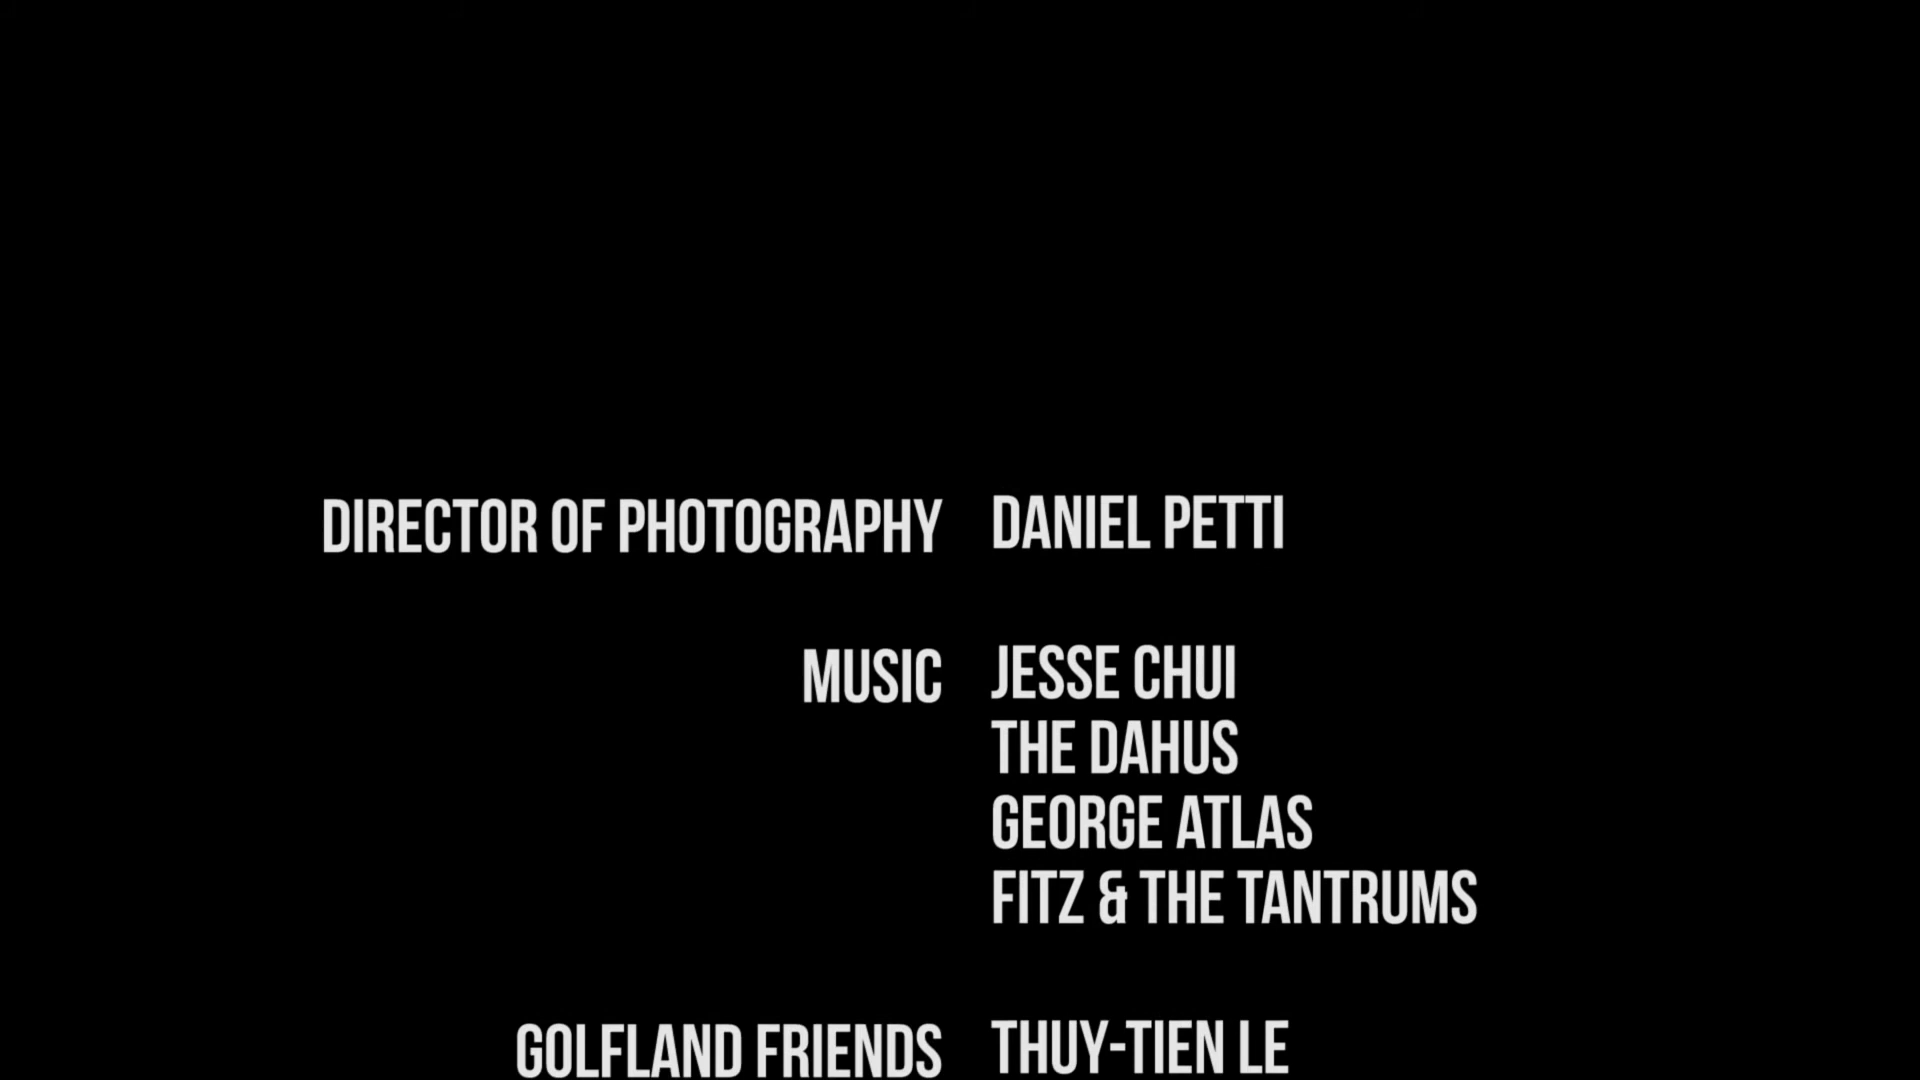 DIRECTOR OF PHOTOGRAPHY DANIEL PETTI
MUSIC JESSE CHUI
THE DAHUS
GEORGE ATLAS
FITZ & THE TANTRUMS
GOLFLAND FRIENDS THUY-TIEN LE